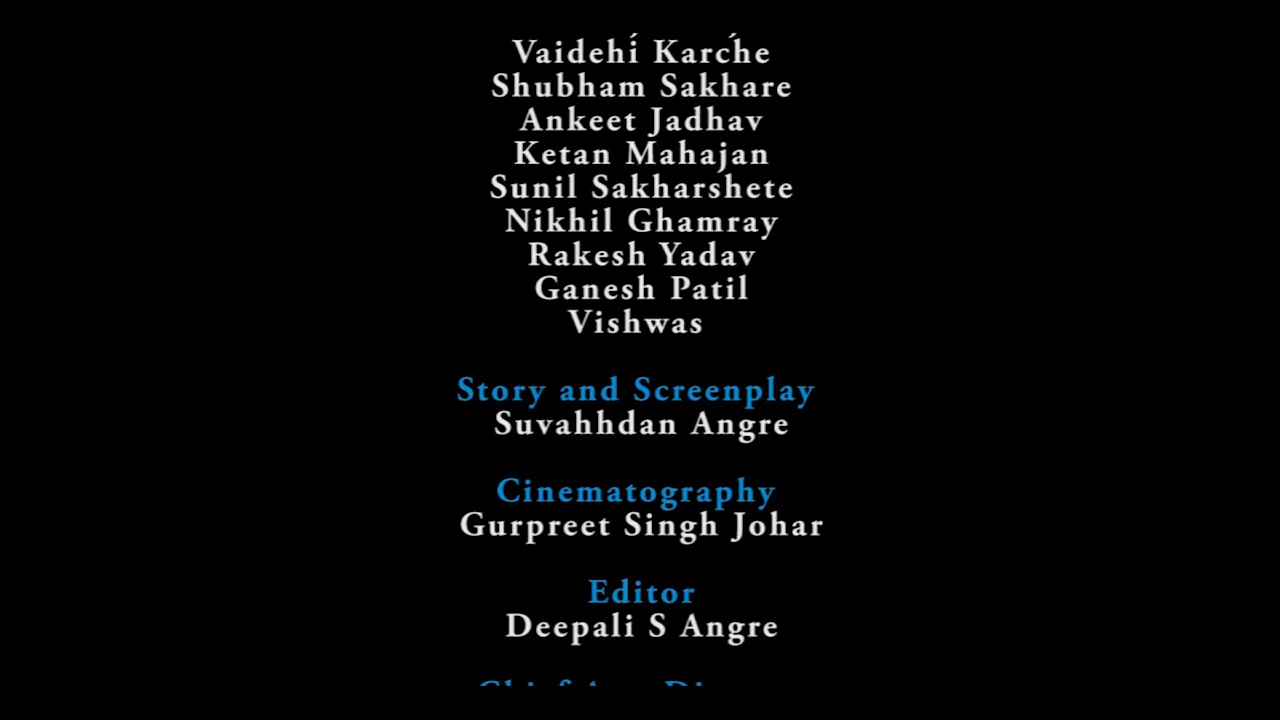 Vaidehi Karche
Shubham Sakhare
Ankeet Jadhav
Ketan Mahajan
Sunil Sakharshete
Nikhil Ghamray
Rakesh Yadav
Ganesh Patil
Vishwas
Story and Screenplay
Suvahhdan Angre
Cinematography
Gurpreet Singh Johar
Editor
Deepali S Angre